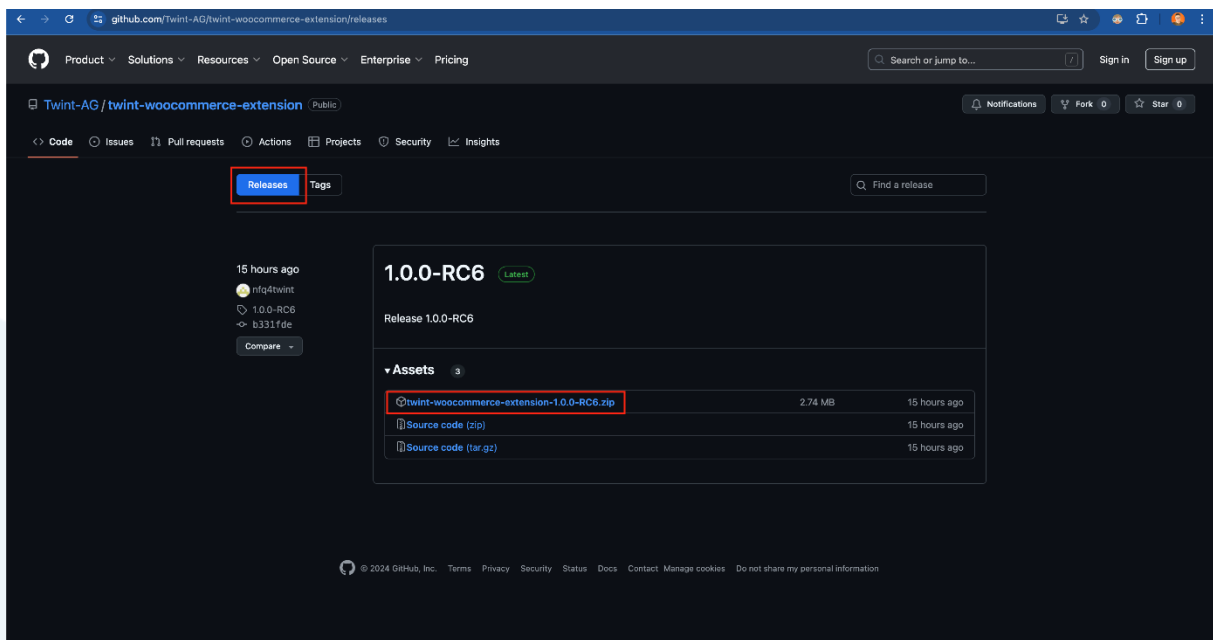 github.com/Twint-AG/twint-woocommerce-extension/releases
Product Solutions Resources Open Source Enterprise Pricing Search or jump to... / Sign in Sign up
Twint-AG / twint-woocommerce-extension Public Notifications Fork 0 Star 0
Code Issues Pull requests Actions Projects Security Insights
Releases Tags Find a release
15 hours ago
nfq4twint
1.0.0-RC6
b331fde
Compare
1.0.0-RC6 Latest
Release 1.0.0-RC6
Assets 3
twint-woocommerce-extension-1.0.0-RC6.zip 2.74 MB 15 hours ago
Source code (zip) 15 hours ago
Source code (tar.gz) 15 hours ago
© 2024 GitHub, Inc. Terms Privacy Security Status Docs Contact Manage cookies Do not share my personal information